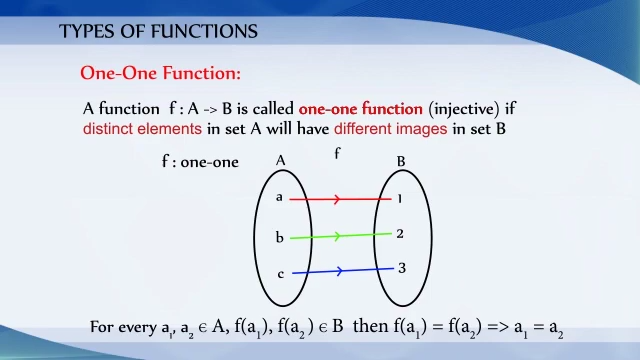 TYPES OF FUNCTIONS
One-One Function:
A function f : A -> B is called one-one function (injective) if
distinct elements in set A will have different images in set B
f : one-one A f B
a 1
b 2
c 3
For every a₁, a₂ ∈ A, f(a₁), f(a₂) ∈ B then f(a₁) = f(a₂) => a₁ = a₂